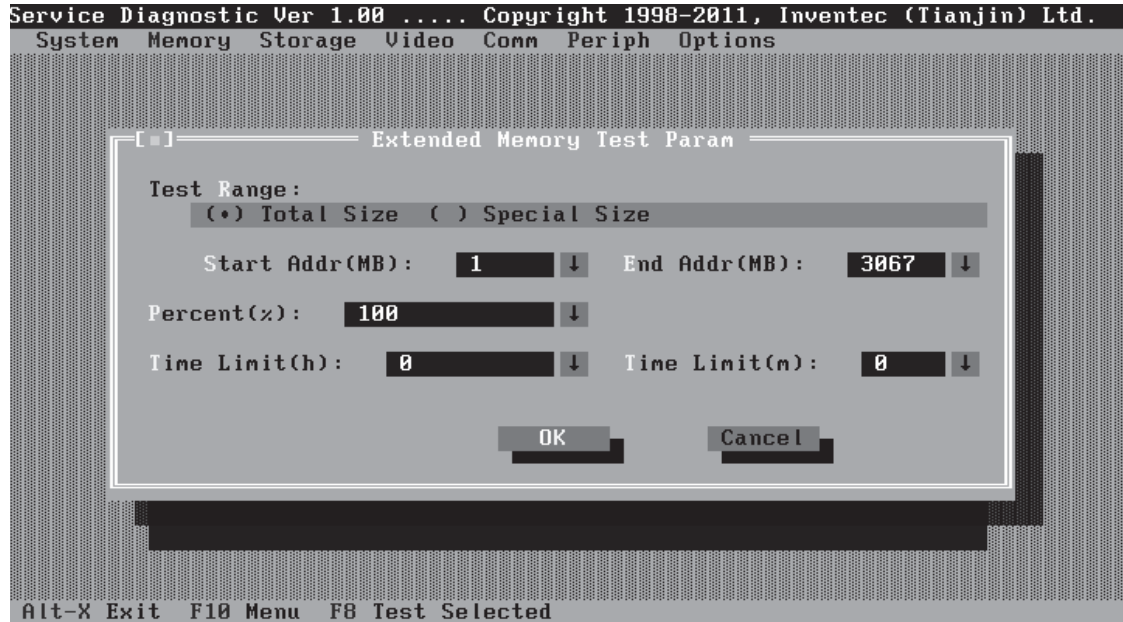 Service Diagnostic Ver 1.00 ..... Copyright 1998-2011, Inventec (Tianjin) Ltd.
System Memory Storage Video Comm Periph Options
[■] Extended Memory Test Param
Test Range:
(•) Total Size ( ) Special Size
Start Addr(MB): 1 ↓ End Addr(MB): 3067 ↓
Percent(%): 100 ↓
Time Limit(h): 0 ↓ Time Limit(m): 0 ↓
OK Cancel
Alt-X Exit F10 Menu F8 Test Selected